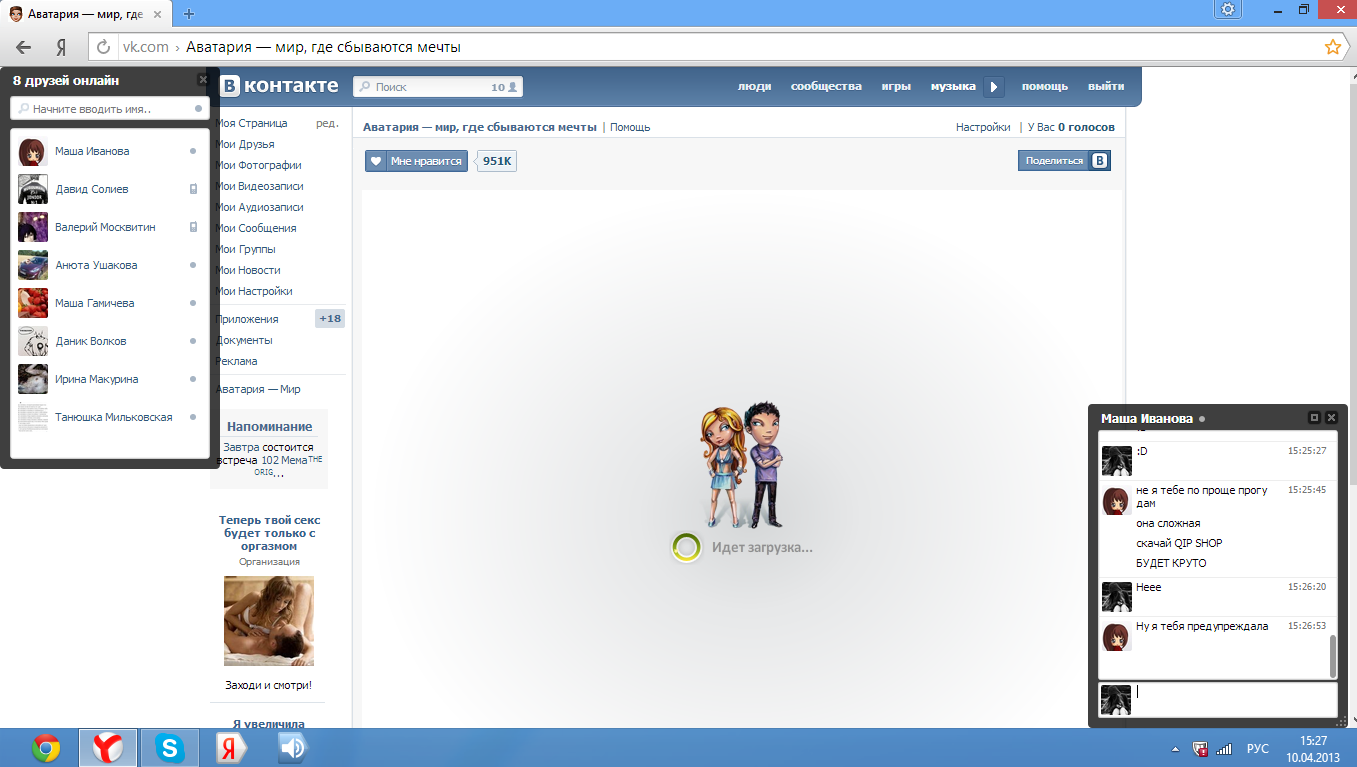 Аватария — мир, где
vk.com › Аватария — мир, где сбываются мечты
8 друзей онлайн
Начните вводить имя..
Маша Иванова
Давид Солиев
Валерий Москвитин
Анюта Ушакова
Маша Гамичева
Даник Волков
Ирина Макурина
Танюшка Мильковская
В контакте
Поиск 10
люди сообщества игры музыка помощь выйти
Моя Страница ред.
Мои Друзья
Мои Фотографии
Мои Видеозаписи
Мои Аудиозаписи
Мои Сообщения
Мои Группы
Мои Новости
Мои Настройки
Приложения +18
Документы
Реклама
Аватария — Мир
Напоминание
Завтра состоится
встреча 102 Мема THE
ORIG...
Теперь твой секс
будет только с
оргазмом
Организация
Заходи и смотри!
Я увеличила
Аватария — мир, где сбываются мечты | Помощь
Настройки | У Вас 0 голосов
Мне нравится 951K
Поделиться В
Идет загрузка...
Маша Иванова
:D 15:25:27
не я тебе по проще прогу 15:25:45
дам
она сложная
скачай QIP SHOP
БУДЕТ КРУТО
Неее 15:26:20
Ну я тебя предупреждала 15:26:53
РУС
15:27
10.04.2013